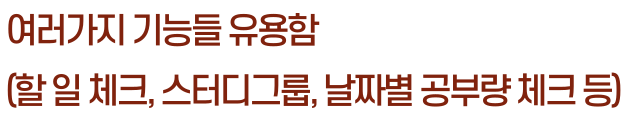 여러가지 기능들 유용함
(할 일 체크, 스터디그룹, 날짜별 공부량 체크 등)